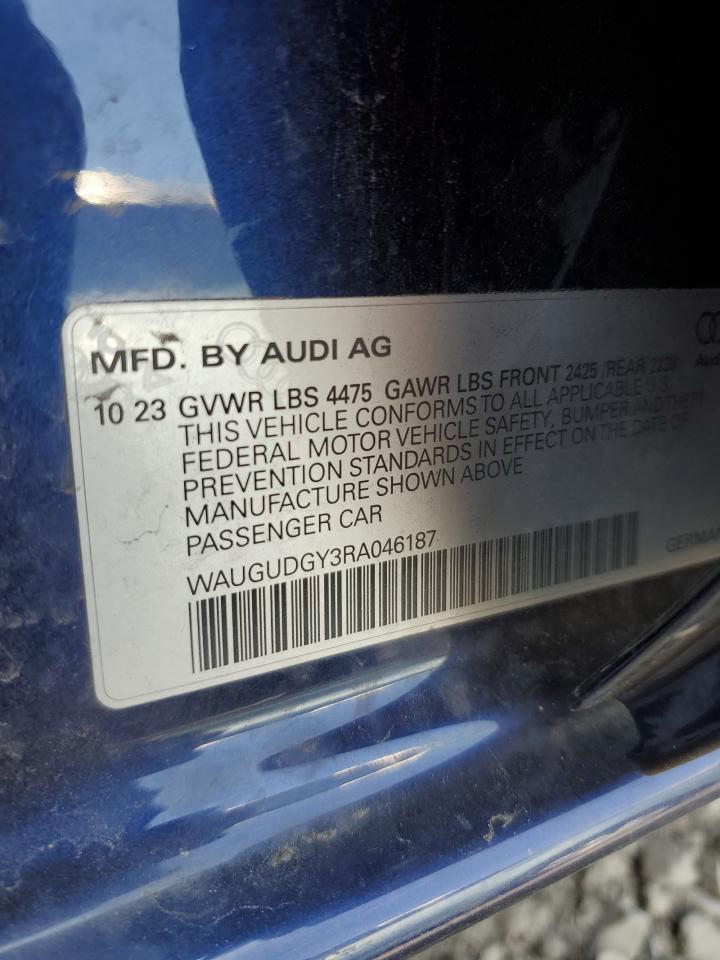 MFD. BY AUDI AG
10 23 GVWR LBS 4475 GAWR LBS FRONT 2425 /REAR
THIS VEHICLE CONFORMS TO ALL APPLICABLE U.S.
FEDERAL MOTOR VEHICLE SAFETY, BUMPER AND THEFT
PREVENTION STANDARDS IN EFFECT ON THE DATE OF
MANUFACTURE SHOWN ABOVE
PASSENGER CAR
WAUGUDGY3RA046187